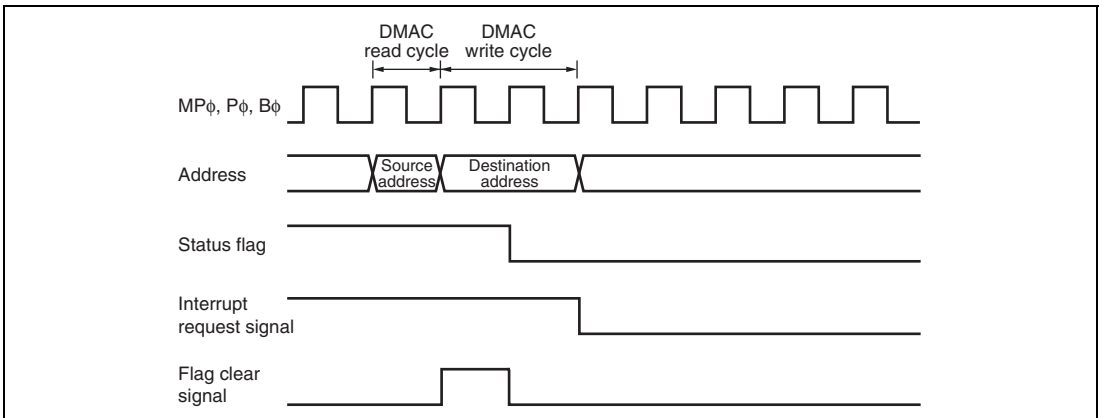 DMAC DMAC
read cycle write cycle
MPφ, Pφ, Bφ
Address
Source
address
Destination
address
Status flag
Interrupt
request signal
Flag clear
signal